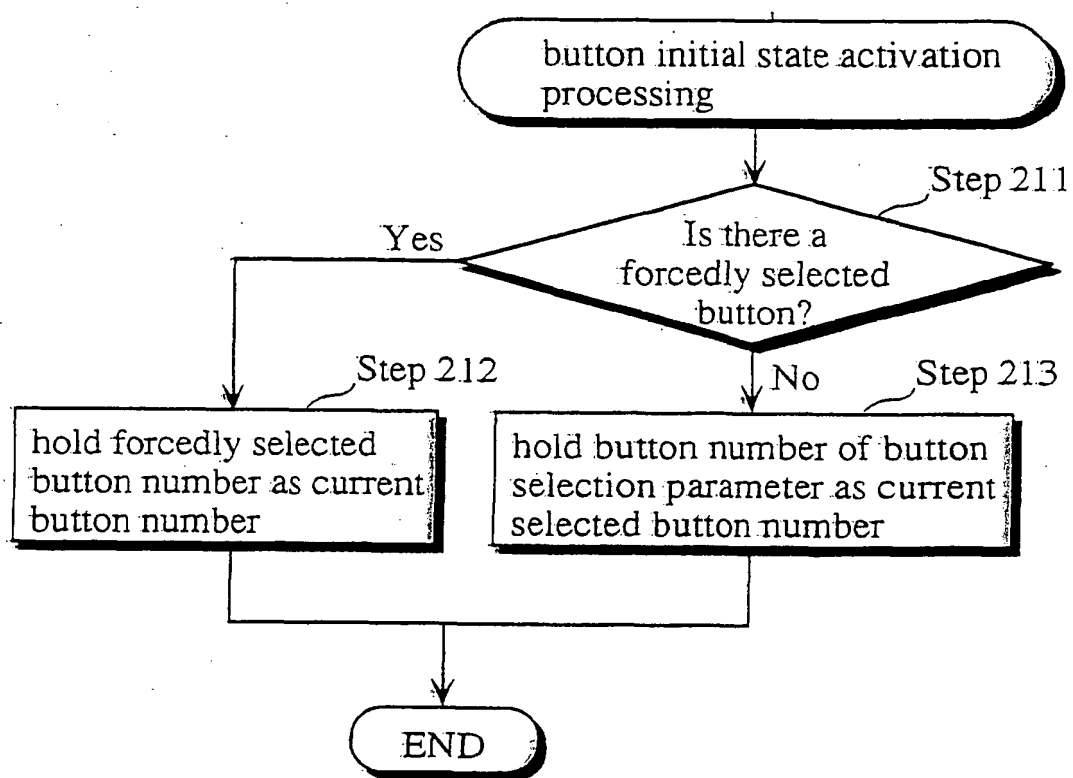 button initial state activation
processing
Step 211
Yes
Is there a
forcedly selected
button?
Step 212
No
Step 213
hold forcedly selected
button number as current
button number
hold button number of button
selection parameter as current
selected button number
END